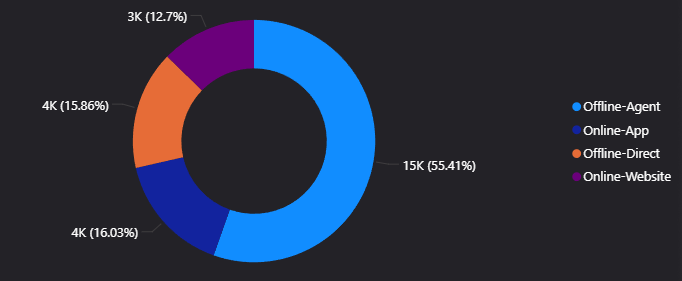 3K (12.7%)
4K (15.86%)
15K (55.41%)
4K (16.03%)
Offline-Agent
Online-App
Offline-Direct
Online-Website